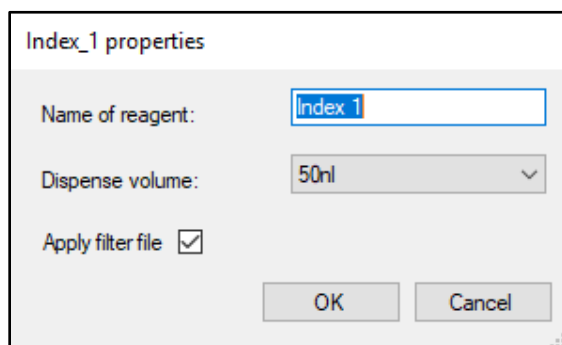 Index_1 properties
Name of reagent: Index 1
Dispense volume: 50nl
Apply filter file
OK Cancel